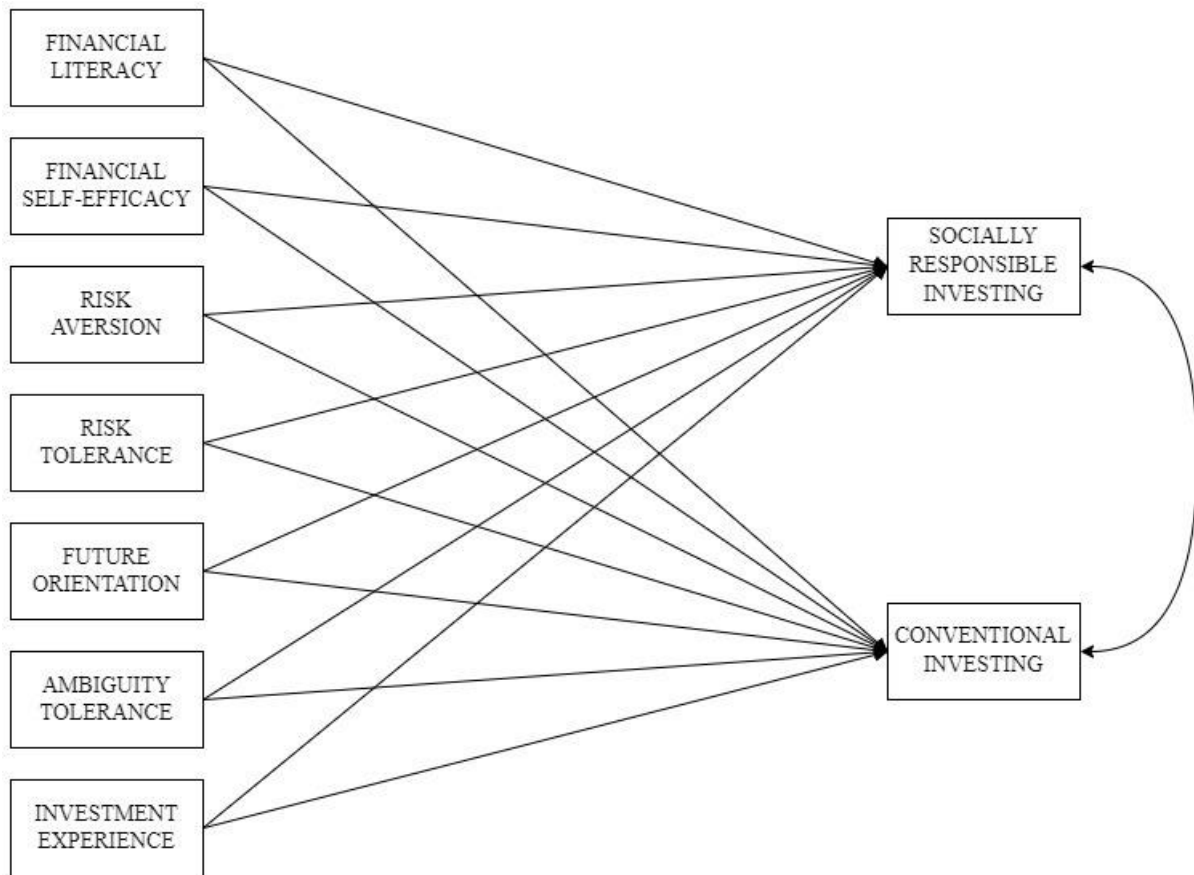 FINANCIAL
LITERACY
FINANCIAL
SELF-EFFICACY
RISK
AVERSION
RISK
TOLERANCE
FUTURE
ORIENTATION
AMBIGUITY
TOLERANCE
INVESTMENT
EXPERIENCE
SOCIALLY
RESPONSIBLE
INVESTING
CONVENTIONAL
INVESTING